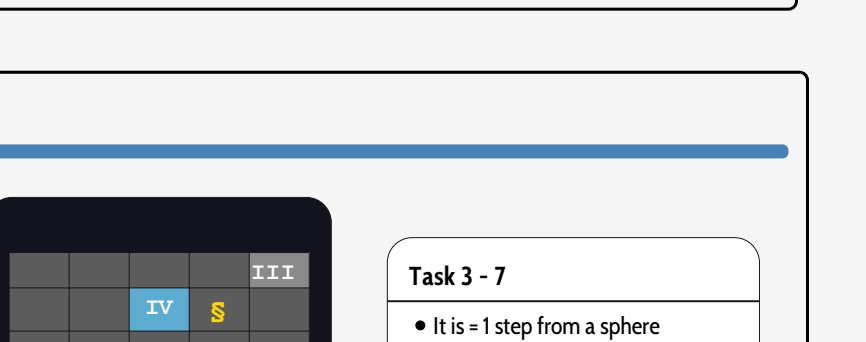 III
IV §
Task 3 - 7
• It is = 1 step from a sphere